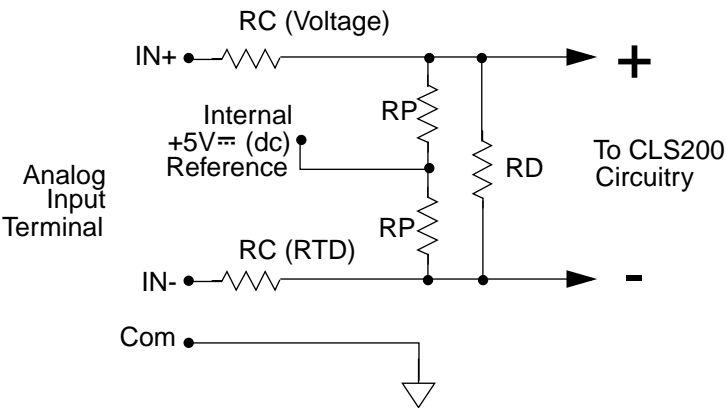 RC (Voltage)
IN+
+
RP
Internal
+5V⎓ (dc)
Reference
RD
To CLS200
Circuitry
Analog
Input
Terminal
RP
RC (RTD)
IN-
-
Com